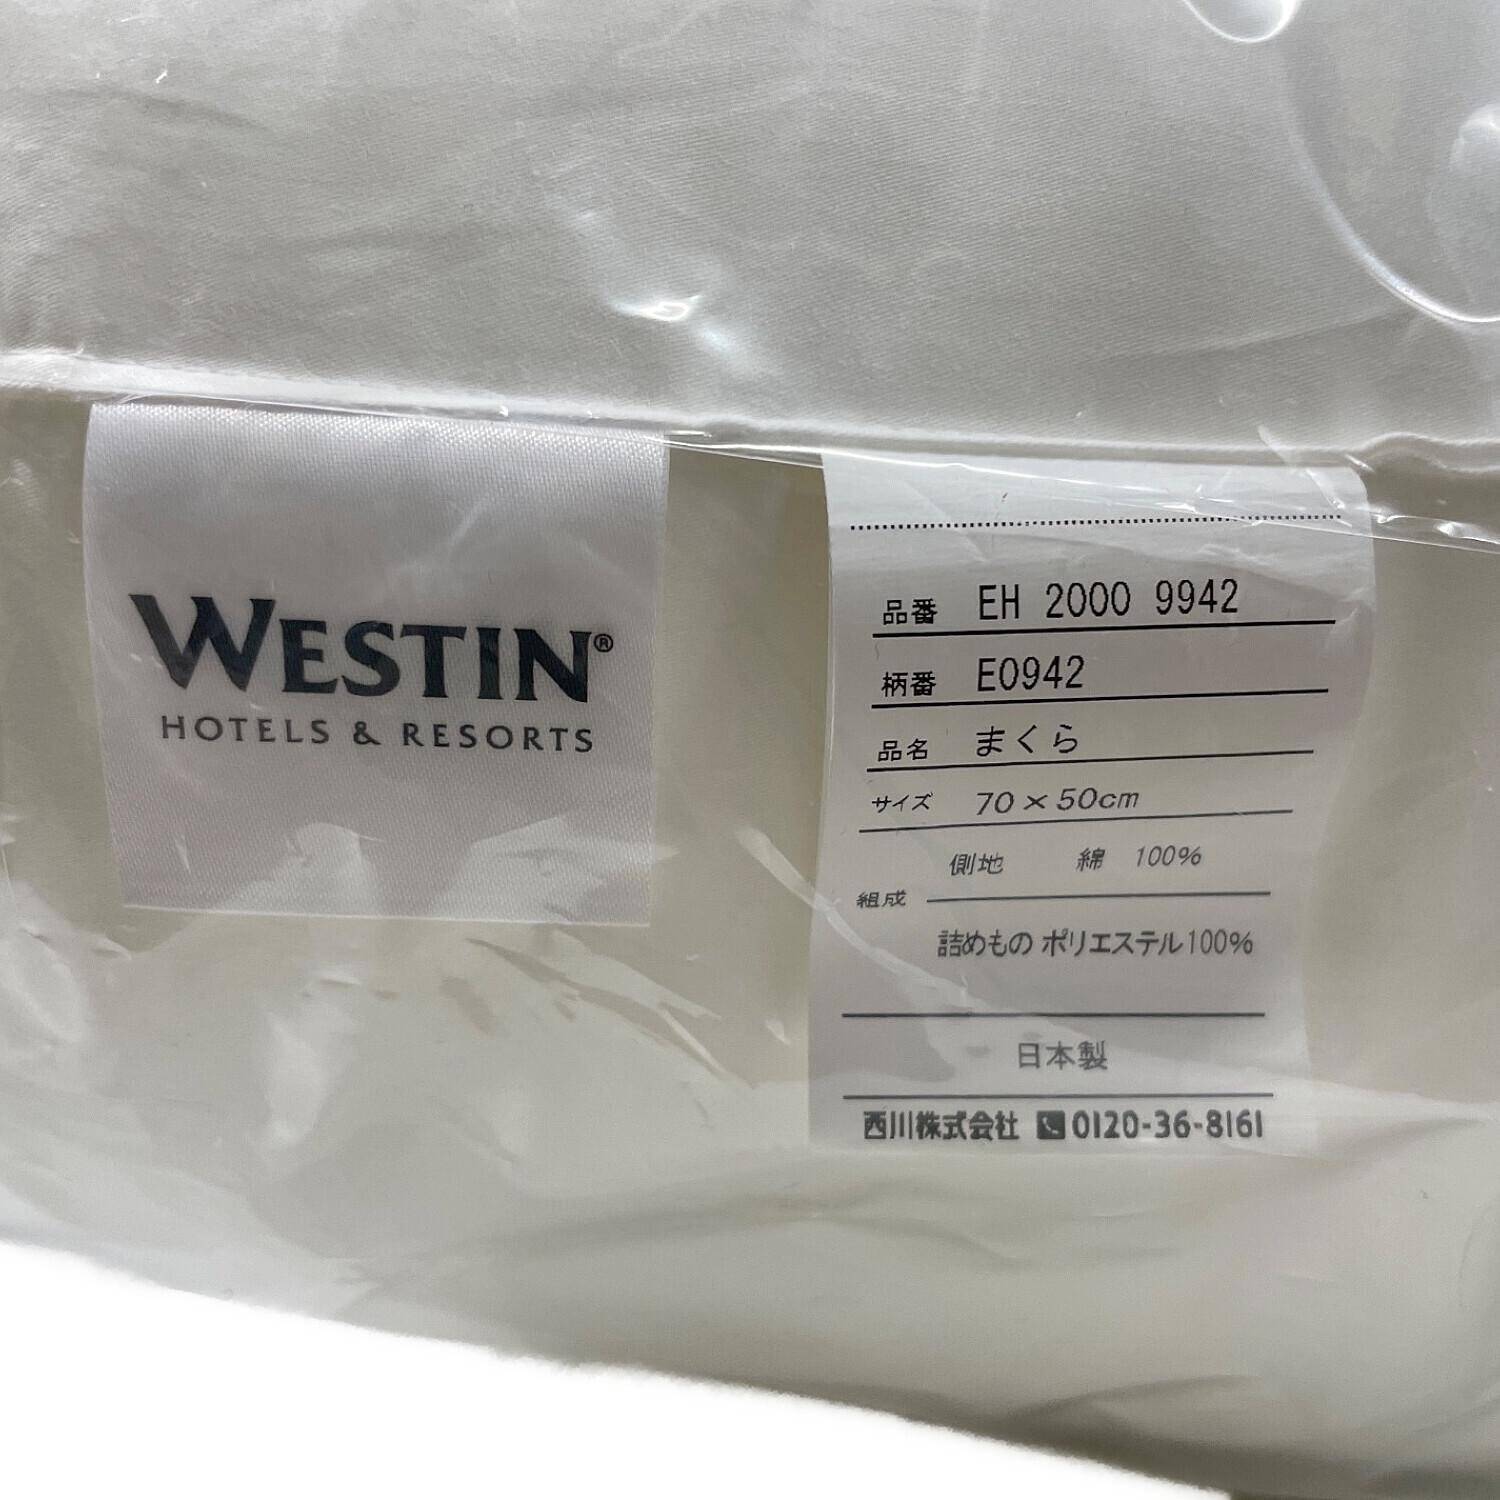 WESTIN®
HOTELS & RESORTS
品番 EH 2000 9942
柄番 E0942
品名 まくら
サイズ 70×50cm
組成
側地 綿 100%
詰めもの ポリエステル100%
日本製
西川株式会社 0120-36-8161